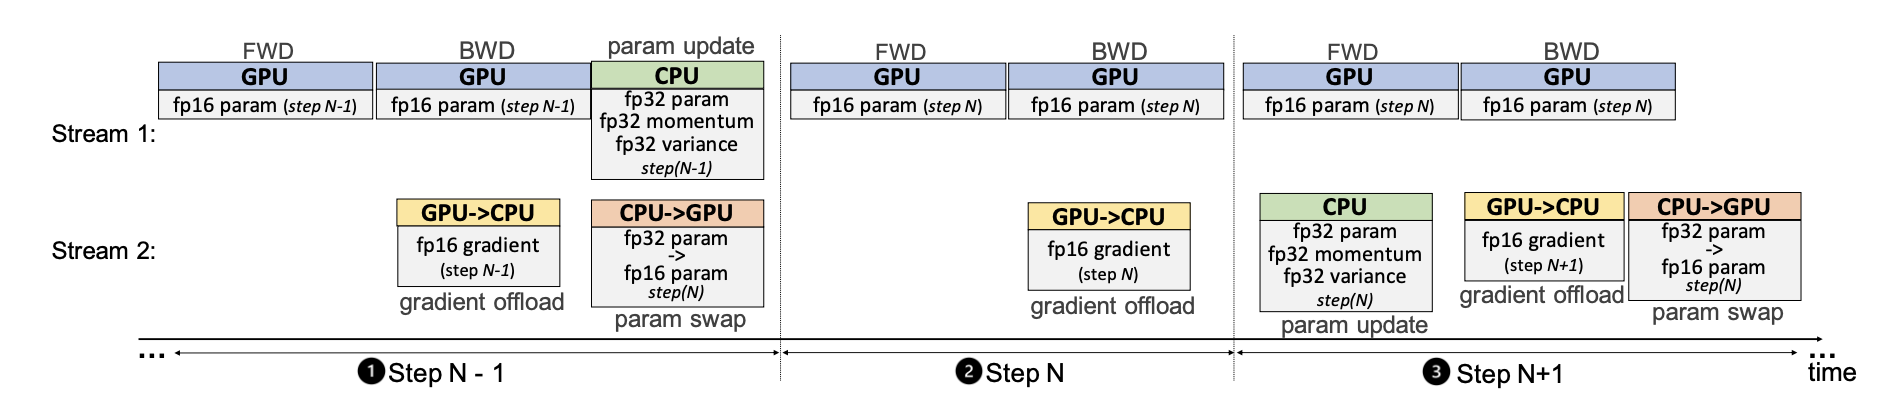 FWD
BWD
param update
FWD
BWD
FWD
BWD
GPU
GPU
CPU
GPU
GPU
GPU
GPU
fp16 param (step N-1)
fp16 param (step N-1)
fp32 param
fp32 momentum
fp32 variance
step(N-1)
fp16 param (step N)
fp16 param (step N)
fp16 param (step N)
fp16 param (step N)
Stream 1:
Stream 2:
GPU->CPU
fp16 gradient
(step N-1)
gradient offload
CPU->GPU
fp32 param
->
fp16 param
step(N)
param swap
GPU->CPU
fp16 gradient
(step N)
gradient offload
CPU
fp32 param
fp32 momentum
fp32 variance
step(N)
param update
GPU->CPU
fp16 gradient
(step N+1)
gradient offload
CPU->GPU
fp32 param
->
fp16 param
step(N)
param swap
...
❶ Step N - 1
❷ Step N
❸ Step N+1
...
time